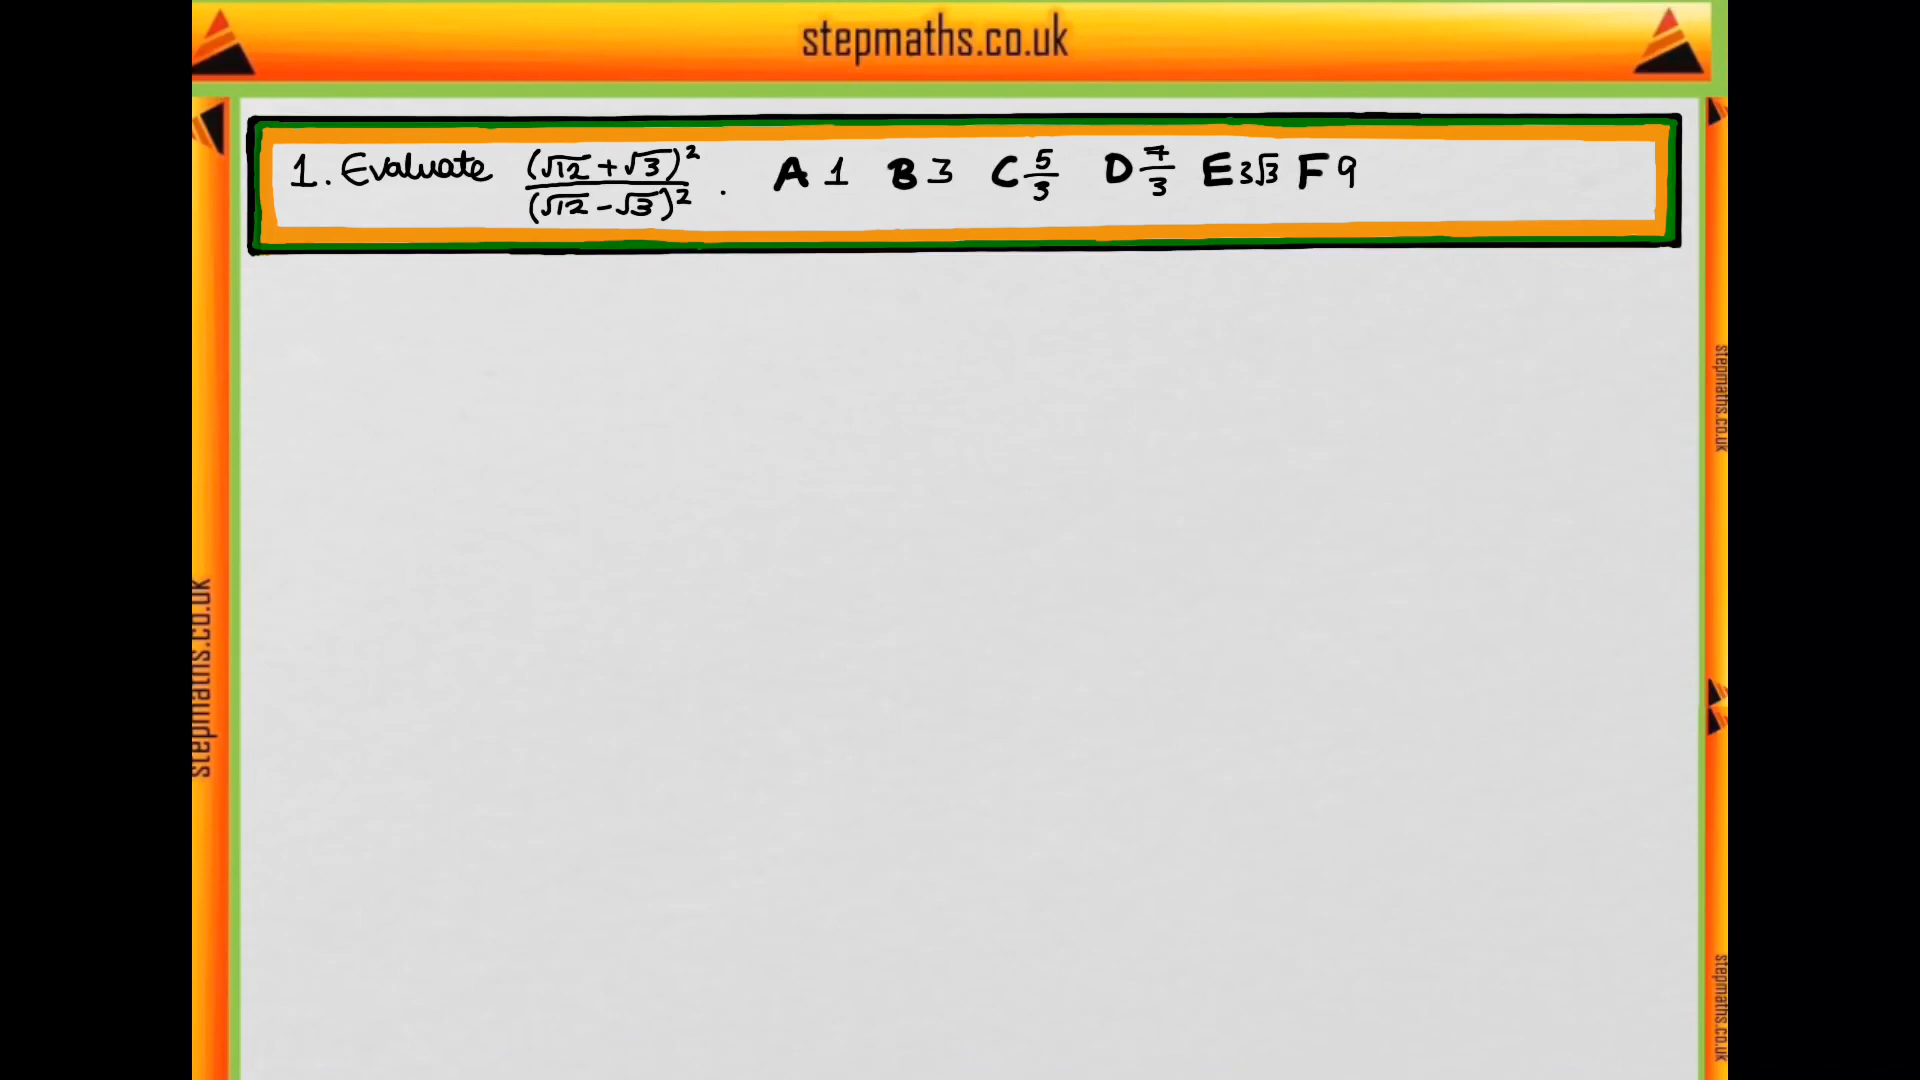 stepmaths.co.uk
1. Evaluate (√12 + √3)² / (√12 - √3)² . A 1 B 3 C 5/3 D 7/3 E 3√3 F 9
stepmaths.co.uk
stepmaths.co.uk
stepmaths.co.uk